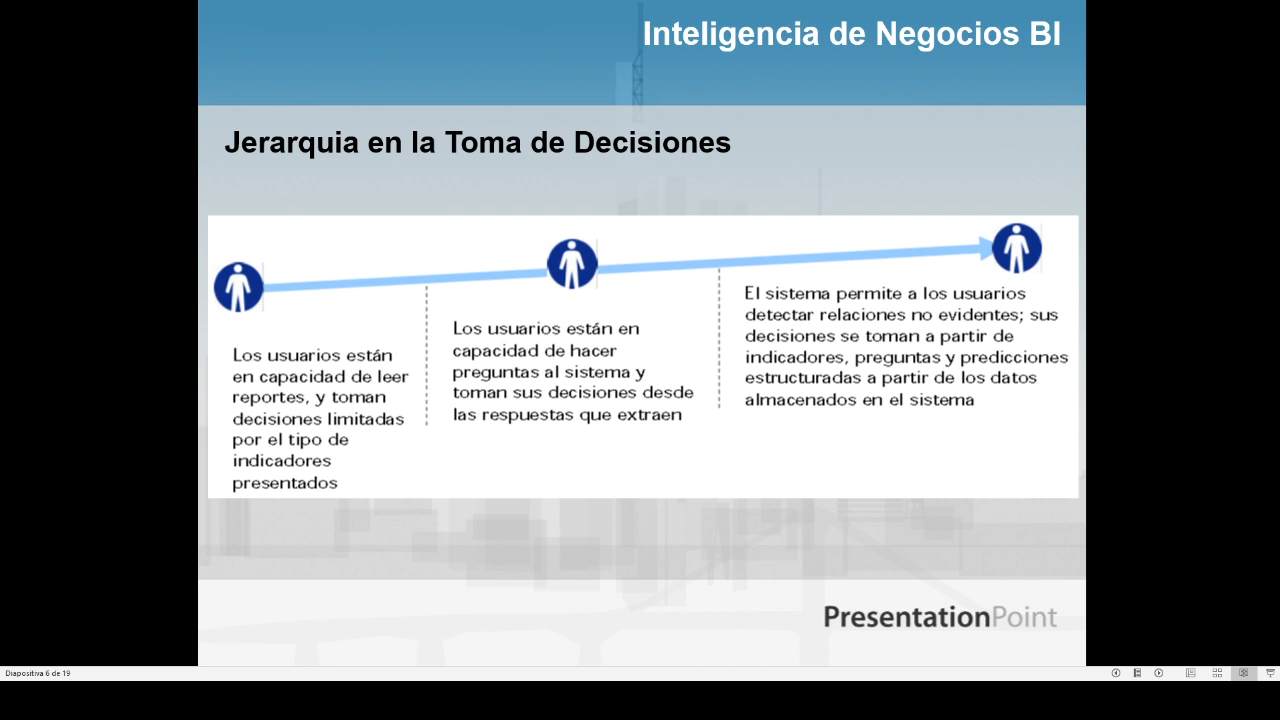 Inteligencia de Negocios BI
Jerarquia en la Toma de Decisiones
Los usuarios están
en capacidad de leer
reportes, y toman
decisiones limitadas
por el tipo de
indicadores
presentados
Los usuarios están en
capacidad de hacer
preguntas al sistema y
toman sus decisiones desde
las respuestas que extraen
El sistema permite a los usuarios
detectar relaciones no evidentes; sus
decisiones se toman a partir de
indicadores, preguntas y predicciones
estructuradas a partir de los datos
almacenados en el sistema
PresentationPoint
Diapositiva 6 de 19